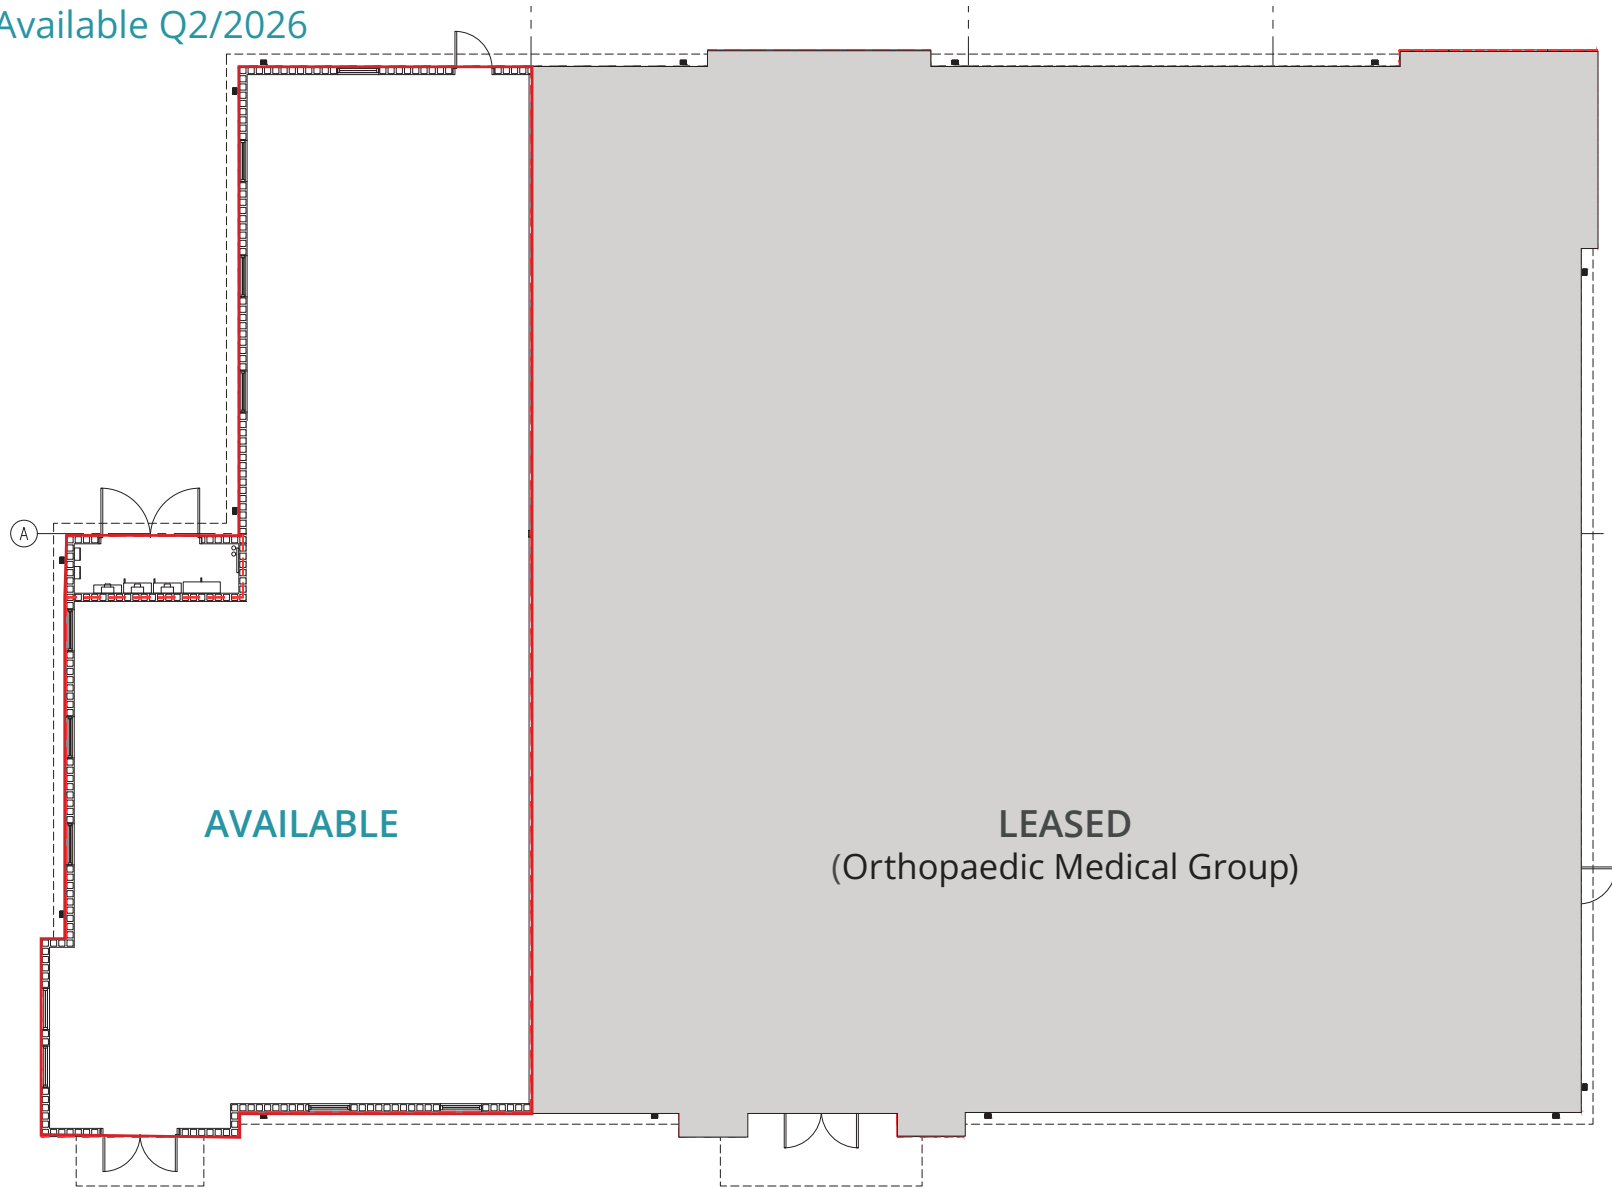 Available Q2/2026
A
AVAILABLE
LEASED
(Orthopaedic Medical Group)